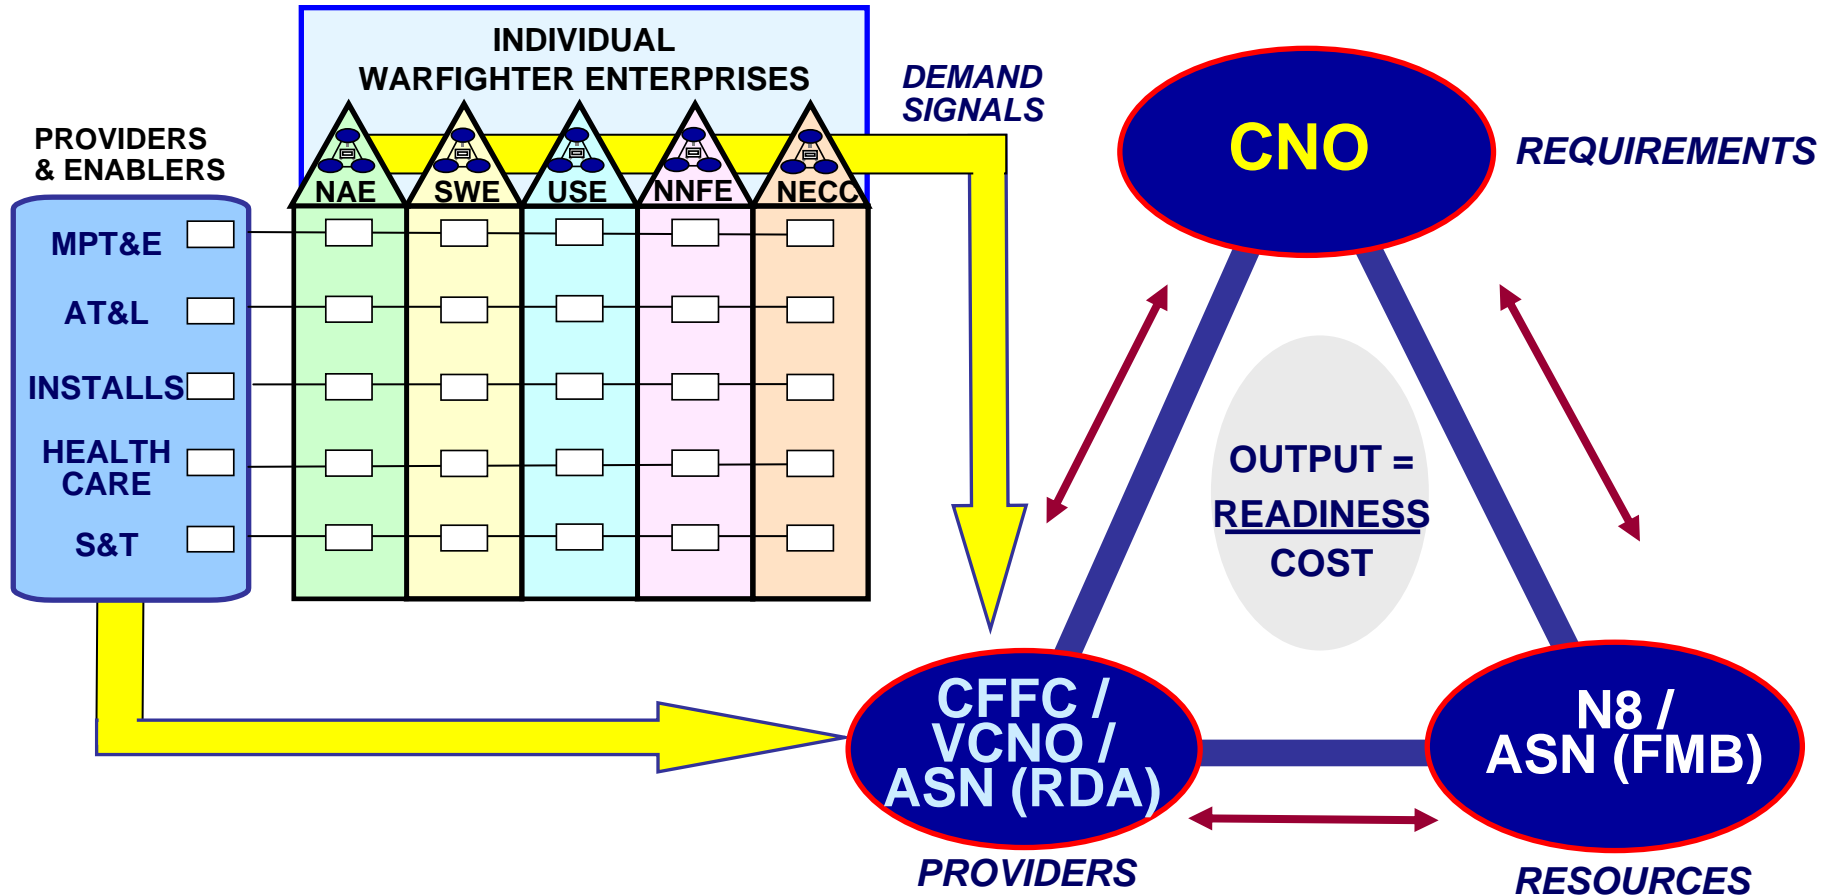 INDIVIDUAL
WARFIGHTER ENTERPRISES
DEMAND
SIGNALS
PROVIDERS
& ENABLERS
NAE
SWE
USE
NNFE
NECC
MPT&E
AT&L
INSTALLS
HEALTH
CARE
S&T
CNO
REQUIREMENTS
OUTPUT =
READINESS
COST
CFFC /
VCNO /
ASN (RDA)
PROVIDERS
N8 /
ASN (FMB)
RESOURCES